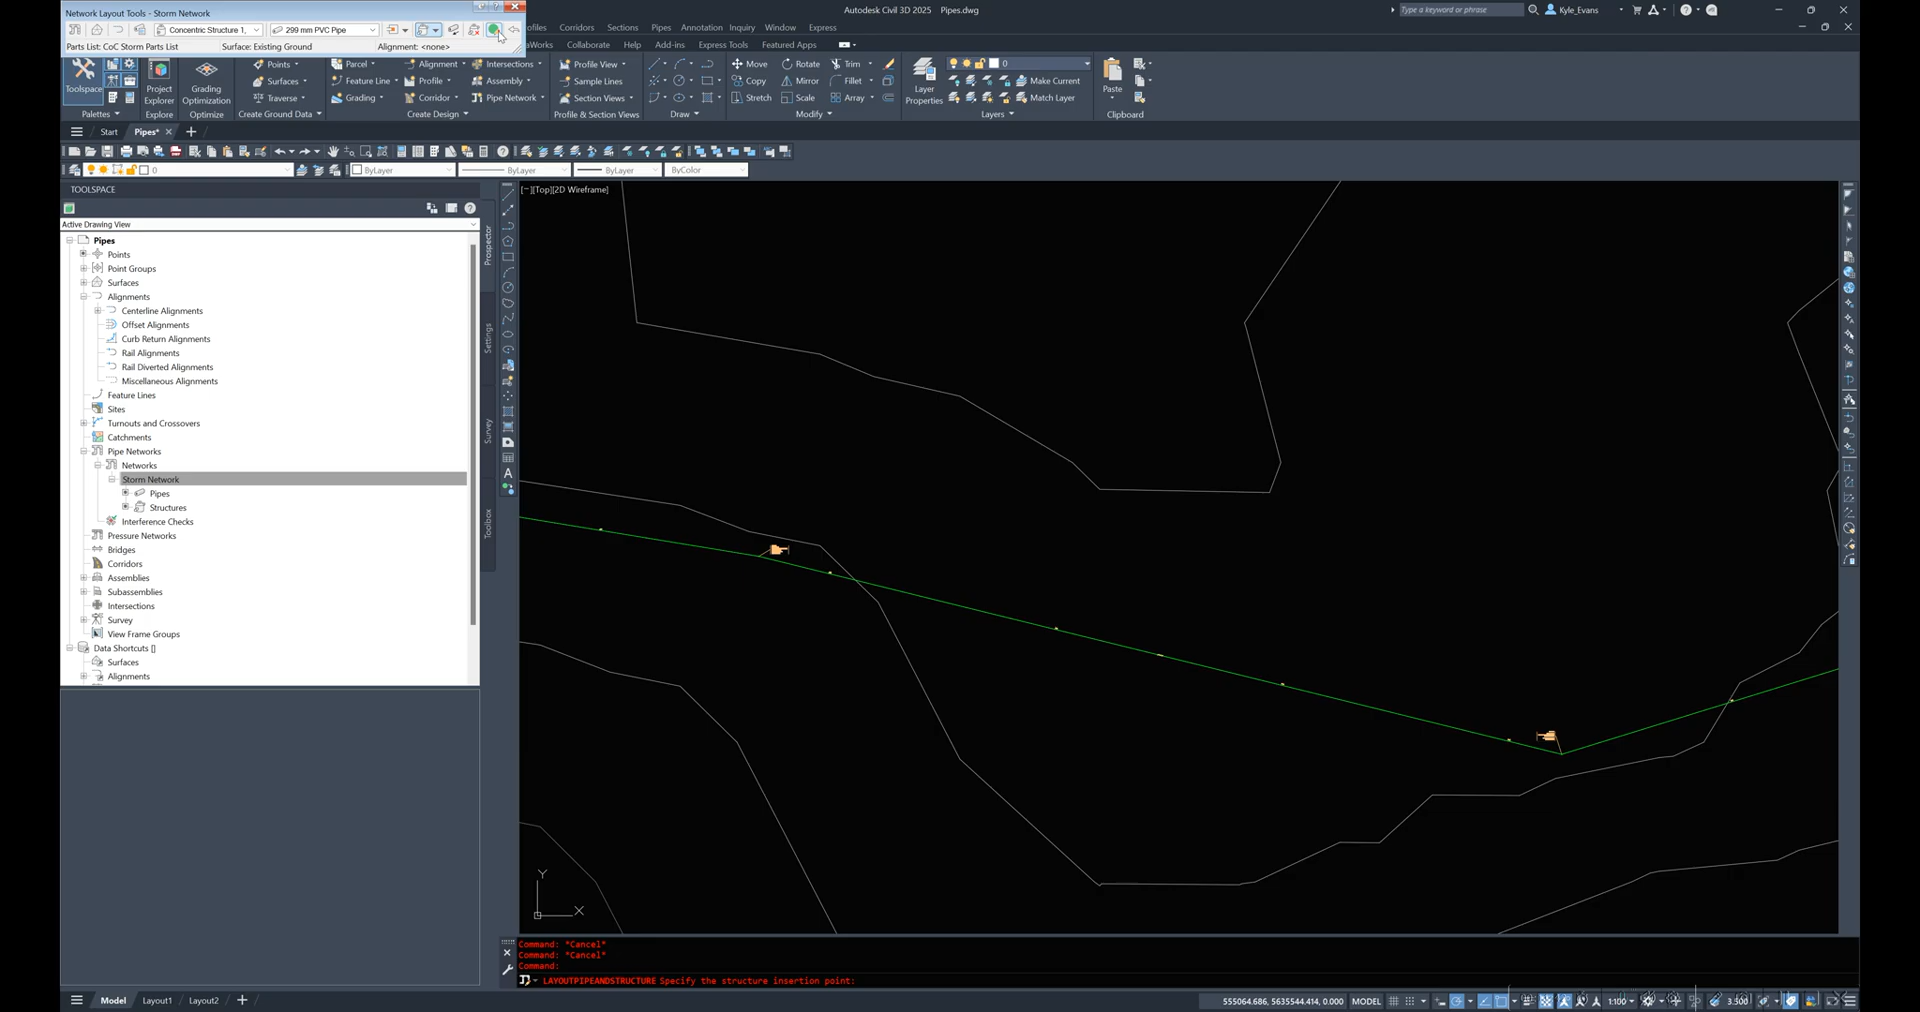 Network Layout Tools - Storm Network
Autodesk Civil 3D 2025 Pipes.dwg
Type a keyword or phrase
Kyle_Evans
Concentric Structure 1,
299 mm PVC Pipe
Sections Pipes Annotation Inquiry Window Express
Parts List: CoC Storm Parts List Surface: Existing Ground Alignment: <none>
Collaborate Help Add-ins Express Tools Featured Apps
Toolspace
Palettes
Project Explorer
Explore
Grading Optimization
Optimize
Points
Surfaces
Traverse
Create Ground Data
Parcel
Feature Line
Grading
Alignment
Profile
Corridor
Intersections
Assembly
Pipe Network
Create Design
Profile View
Sample Lines
Section Views
Profile & Section Views
Draw
Move Rotate Trim
Copy Mirror Fillet
Stretch Scale Array
Modify
Layer Properties
0
Make Current
Match Layer
Layers
Paste
Clipboard
Start Pipes*
0 ByLayer ByLayer ByLayer ByColor
TOOLSPACE
Active Drawing View
Pipes
Points
Point Groups
Surfaces
Alignments
Centerline Alignments
Offset Alignments
Curb Return Alignments
Rail Alignments
Rail Diverted Alignments
Miscellaneous Alignments
Feature Lines
Sites
Turnouts and Crossovers
Catchments
Pipe Networks
Networks
Storm Network
Pipes
Structures
Interference Checks
Pressure Networks
Bridges
Corridors
Assemblies
Subassemblies
Intersections
Survey
View Frame Groups
Data Shortcuts []
Surfaces
Alignments
Prospector
Settings
Survey
Toolbox
[−][Top][2D Wireframe]
Y
X
Command: *Cancel*
Command: *Cancel*
Command:
LAYOUTPIPEANDSTRUCTURE Specify the structure insertion point:
Model Layout1 Layout2
555064.686, 5635544.414, 0.000 MODEL 1:100 3.500